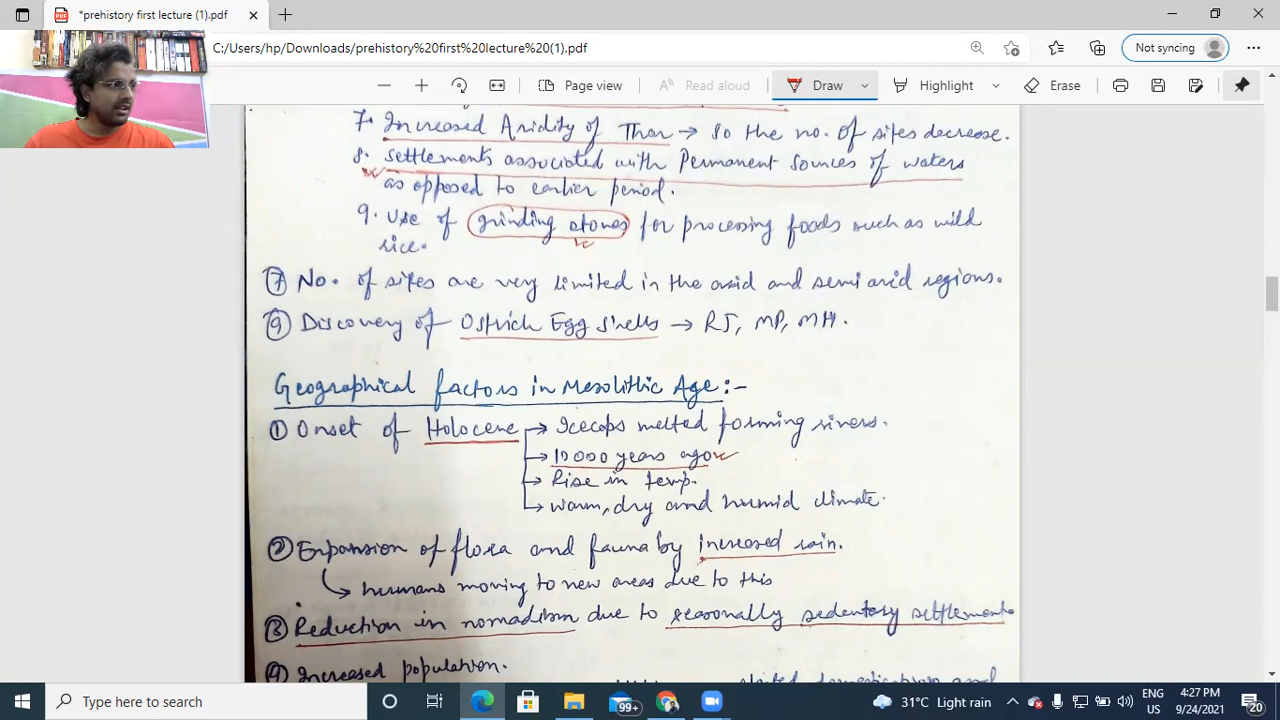 *prehistory first lecture (1).pdf
C:/Users/hp/Downloads/prehistory%20first%20lecture%20(1).pdf
Not syncing
Page view
Read aloud
Draw
Highlight
Erase
7. Increased Aridity of Thar → so the no. of sites decrease.
8. Settlements associated with Permanent Sources of waters
as opposed to earlier period.
9. Use of grinding stones for processing foods such as wild
rice.
⑦ No. of sites are very limited in the arid and semi arid regions.
⑨ Discovery of Ostrich Egg Shells → RJ, MP, MH.
Geographical factors in Mesolithic Age:-
① Onset of Holocene → Icecaps melted forming rivers.
→ 10000 years ago
→ Rise in temp.
→ warm, dry and humid climate.
② Expansion of flora and fauna by increased rain.
↳ humans moving to new areas due to this
③ Reduction in nomadism due to seasonally sedentary settlements
④ Increased population.
domestication and
Type here to search
99+
31°C Light rain
ENG
US
4:27 PM
9/24/2021
20